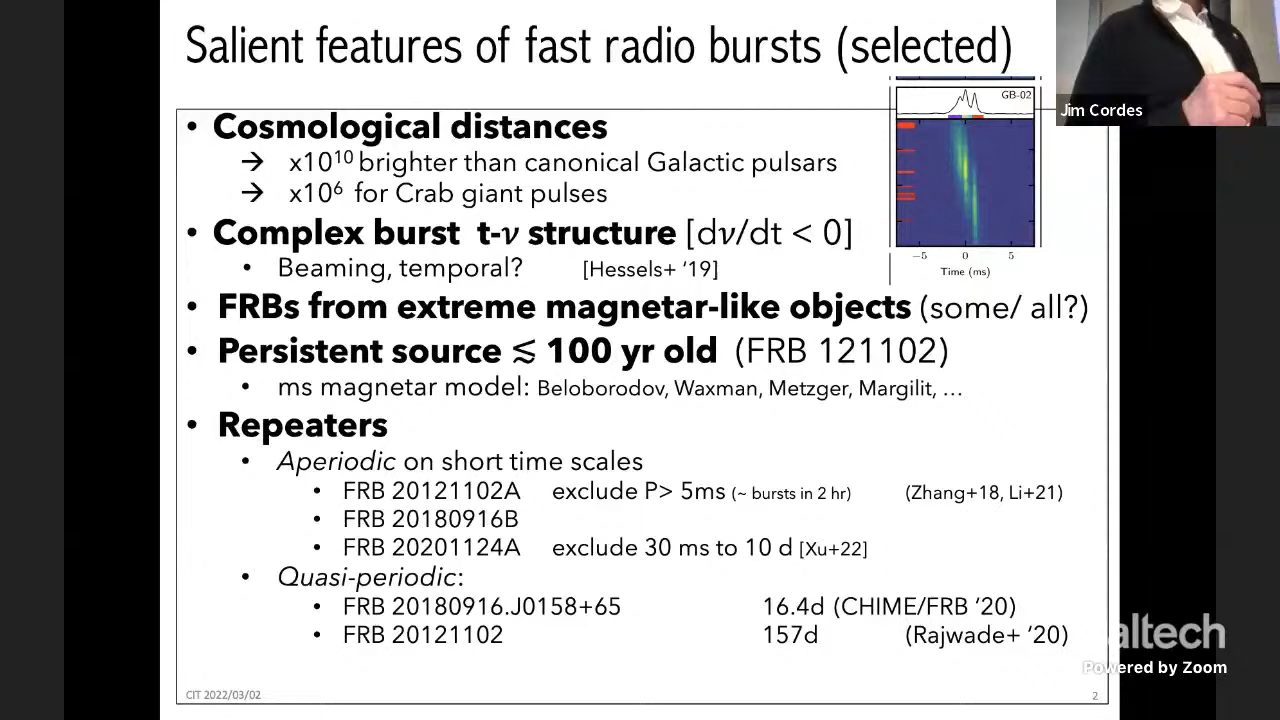 Salient features of fast radio bursts (selected)
GB-02
Jim Cordes
• Cosmological distances
→ x10¹⁰ brighter than canonical Galactic pulsars
→ x10⁶ for Crab giant pulses
• Complex burst t-ν structure [dν/dt < 0]
−5 0 5
Time (ms)
• Beaming, temporal? [Hessels+ ’19]
• FRBs from extreme magnetar-like objects (some/ all?)
• Persistent source ≲ 100 yr old (FRB 121102)
• ms magnetar model: Beloborodov, Waxman, Metzger, Margilit, …
• Repeaters
• Aperiodic on short time scales
• FRB 20121102A exclude P> 5ms (~ bursts in 2 hr) (Zhang+18, Li+21)
• FRB 20180916B
• FRB 20201124A exclude 30 ms to 10 d [Xu+22]
• Quasi-periodic:
• FRB 20180916.J0158+65 16.4d (CHIME/FRB ’20)
• FRB 20121102 157d (Rajwade+ ’20)
altech
Powered by Zoom
CIT 2022/03/02
2